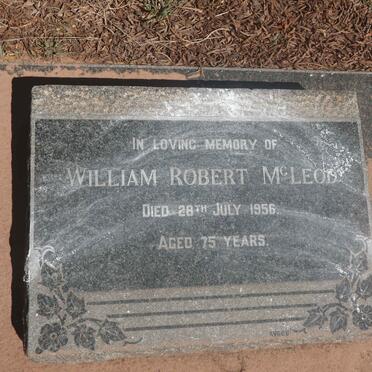 IN LOVING MEMORY OF
WILLIAM ROBERT McLEOD
DIED 28TH JULY 1956.
AGED 75 YEARS.